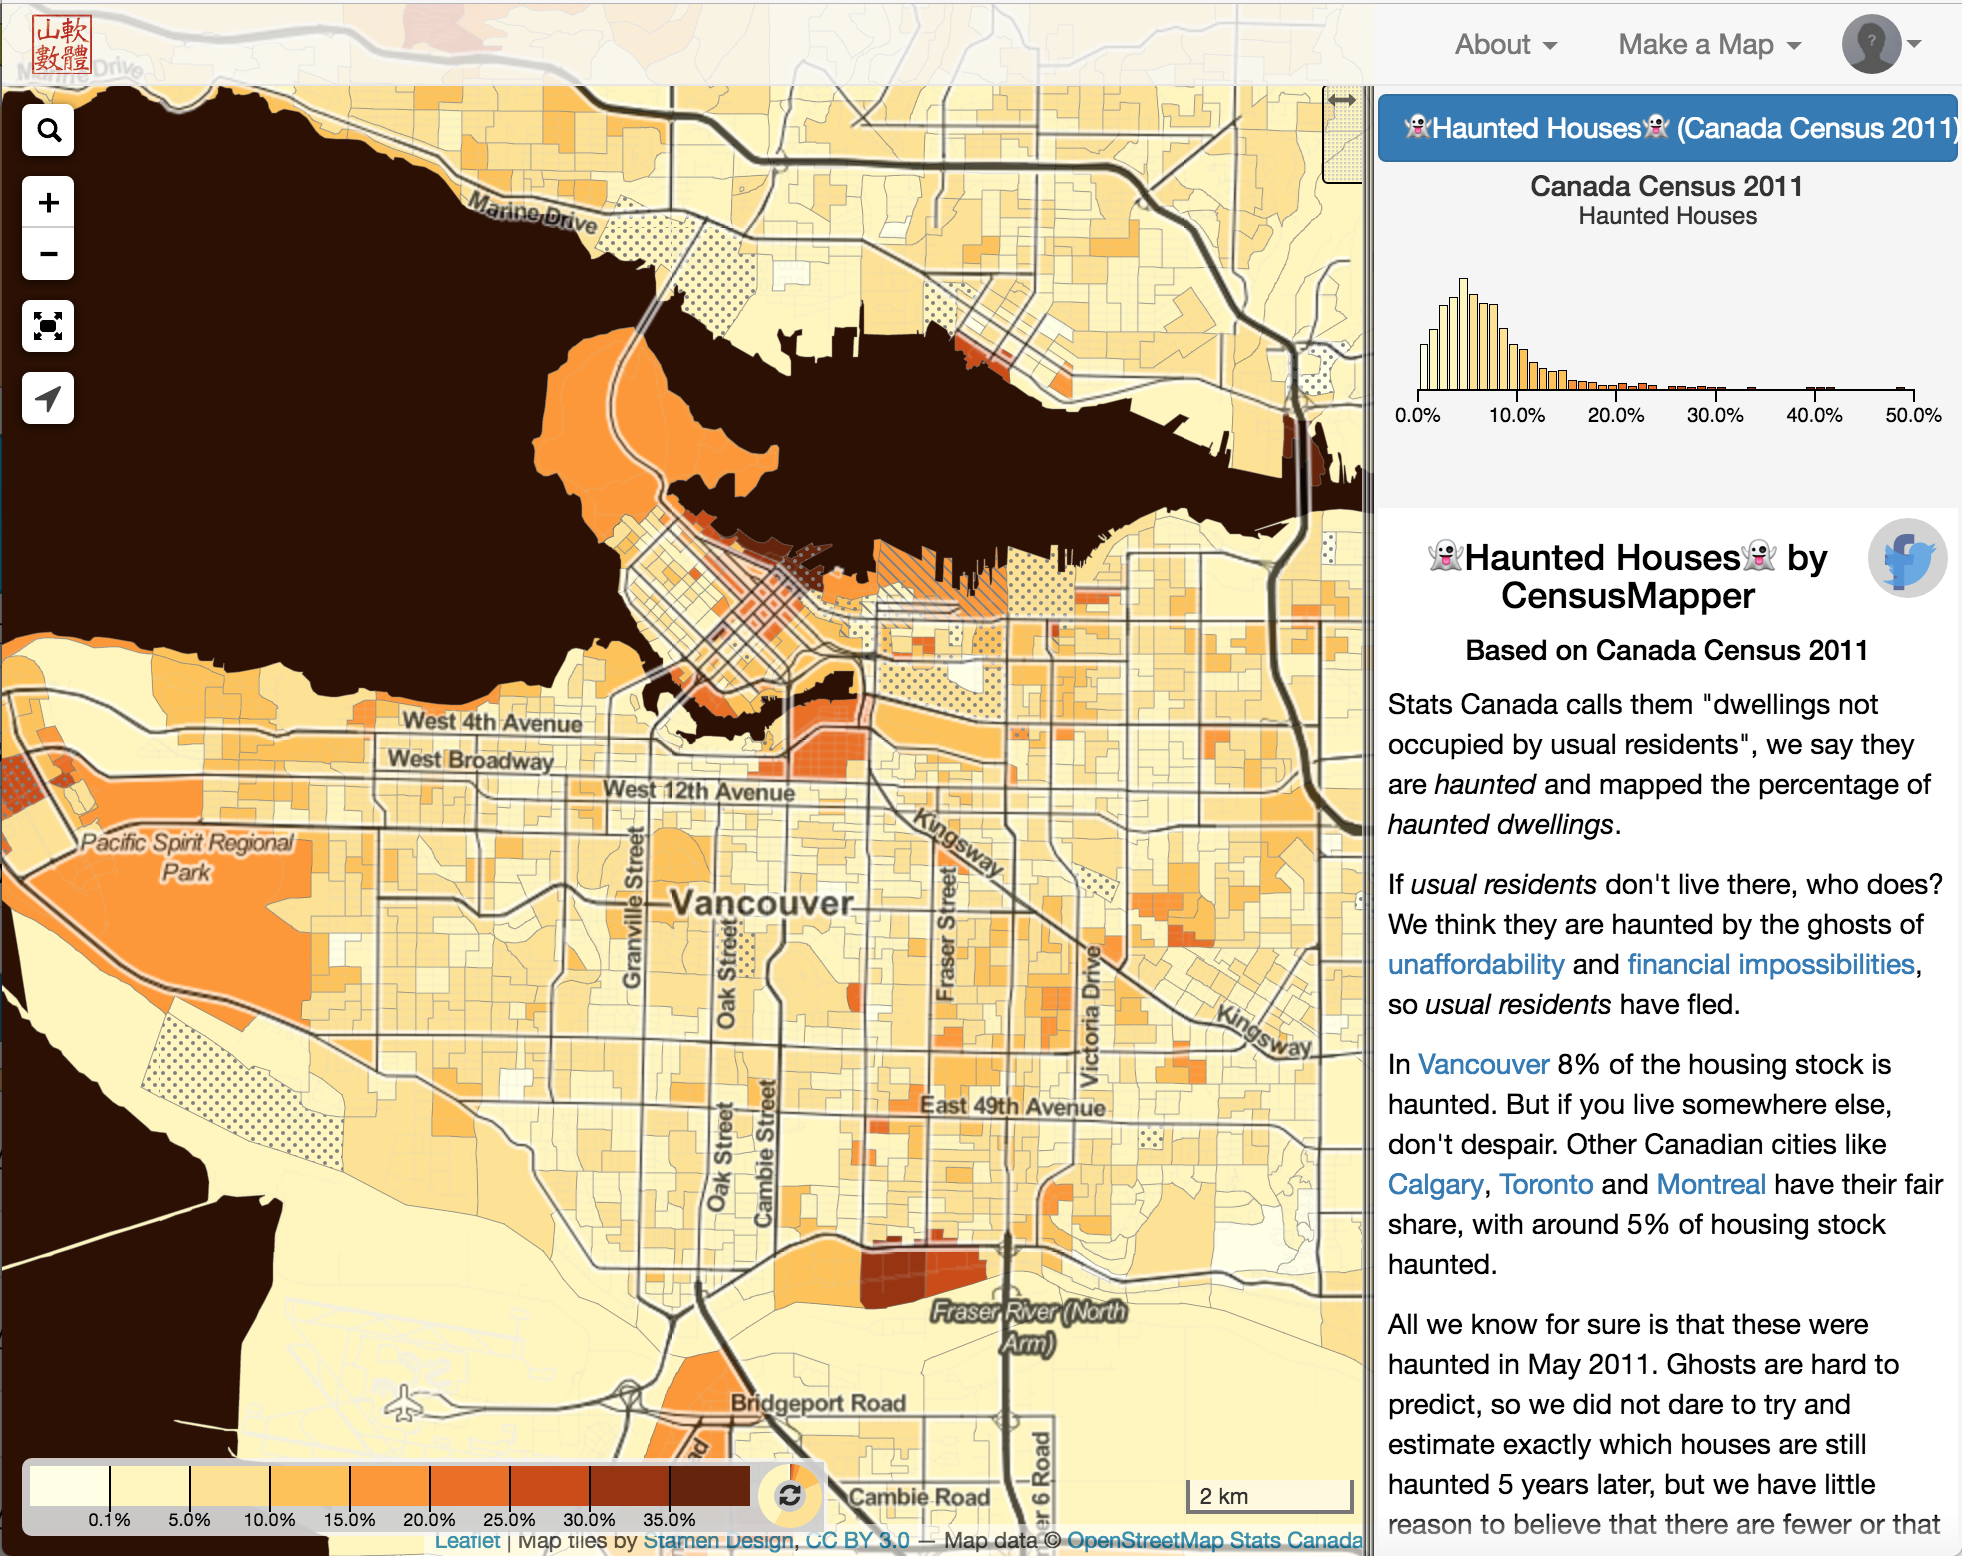 山軟
數體
Marine Drive
About
Make a Map
?
👻Haunted Houses👻 (Canada Census 2011)
Canada Census 2011
Haunted Houses
0.0% 10.0% 20.0% 30.0% 40.0% 50.0%
👻Haunted Houses👻 by
CensusMapper
Based on Canada Census 2011
Stats Canada calls them "dwellings not
occupied by usual residents", we say they
are haunted and mapped the percentage of
haunted dwellings.
If usual residents don't live there, who does?
We think they are haunted by the ghosts of
unaffordability and financial impossibilities,
so usual residents have fled.
In Vancouver 8% of the housing stock is
haunted. But if you live somewhere else,
don't despair. Other Canadian cities like
Calgary, Toronto and Montreal have their fair
share, with around 5% of housing stock
haunted.
All we know for sure is that these were
haunted in May 2011. Ghosts are hard to
predict, so we did not dare to try and
estimate exactly which houses are still
haunted 5 years later, but we have little
reason to believe that there are fewer or that
+
−
Marine Drive
West 4th Avenue
West Broadway
West 12th Avenue
Pacific Spirit Regional
Park
Kingsway
Granville Street
Vancouver
Oak Street
Fraser Street
Victoria Drive
Kingsway
East 49th Avenue
Oak Street
Cambie Street
Fraser River (North
Arm)
Bridgeport Road
Cambie Road
6 Road
2 km
0.1% 5.0% 10.0% 15.0% 20.0% 25.0% 30.0% 35.0%
Leaflet | Map tiles by Stamen Design, CC BY 3.0 — Map data © OpenStreetMap Stats Canada